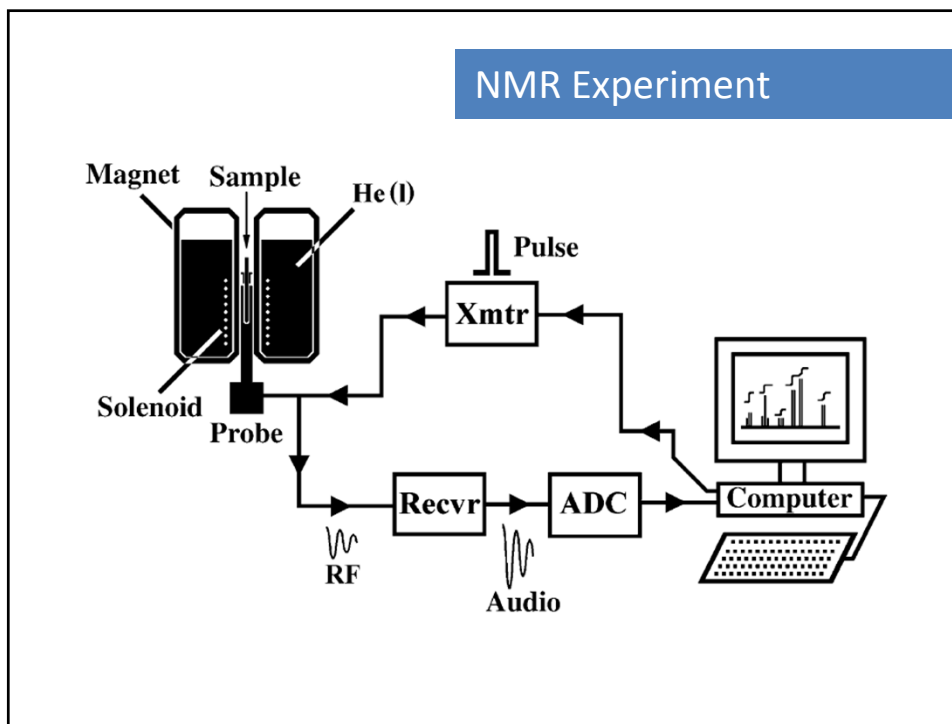 NMR Experiment
Magnet
Sample
He (l)
Pulse
Xmtr
Solenoid
Probe
Recvr
ADC
Computer
RF
Audio